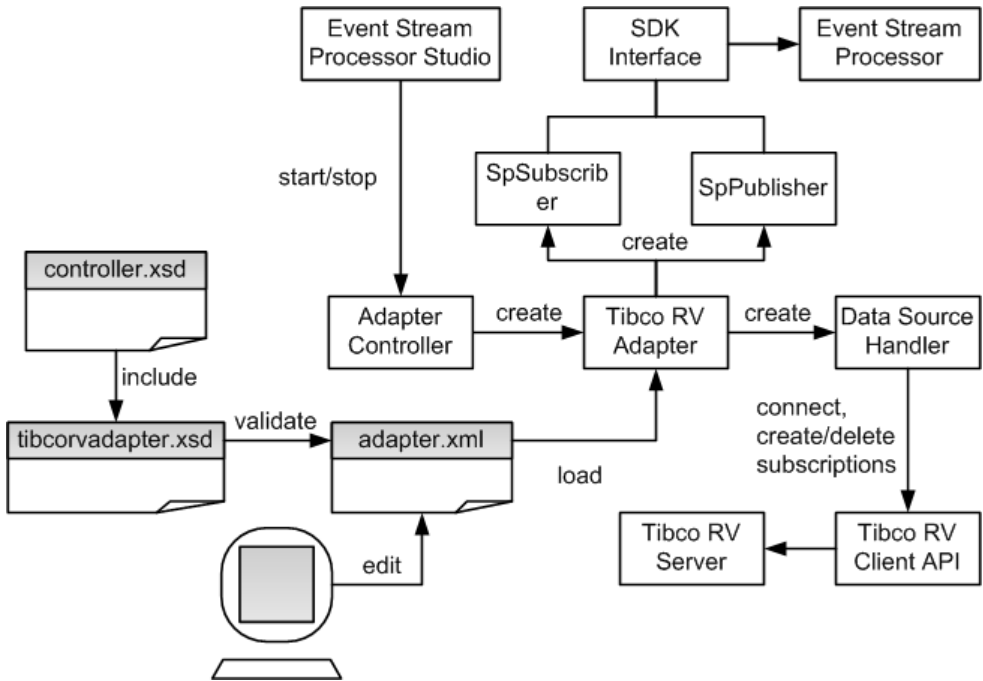 Event Stream
Processor Studio
SDK
Interface
Event Stream
Processor
start/stop
SpSubscrib
er
SpPublisher
create
controller.xsd
Adapter
Controller
create
Tibco RV
Adapter
create
Data Source
Handler
include
tibcorvadapter.xsd
validate
adapter.xml
load
connect,
create/delete
subscriptions
edit
Tibco RV
Server
Tibco RV
Client API